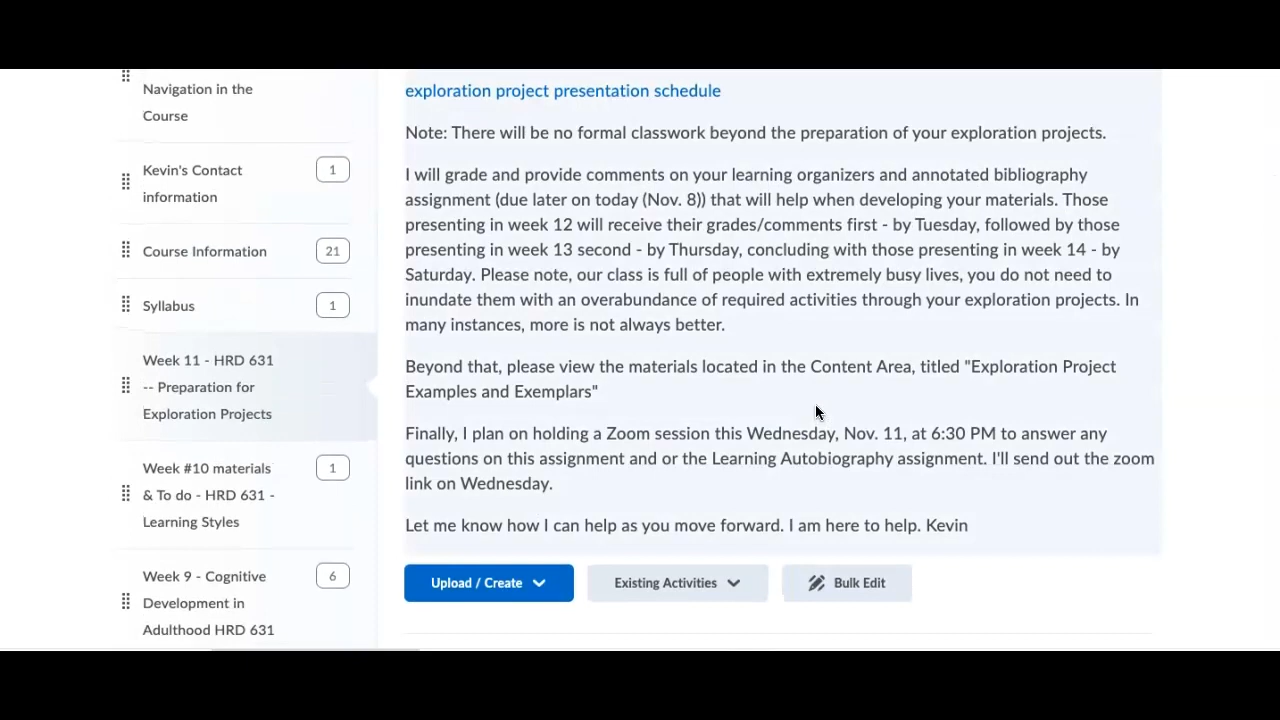 Navigation in the
Course
Kevin's Contact
information
1
Course Information
21
Syllabus
1
Week 11 - HRD 631
-- Preparation for
Exploration Projects
Week #10 materials
& To do - HRD 631 -
Learning Styles
1
Week 9 - Cognitive
Development in
Adulthood HRD 631
6
exploration project presentation schedule
Note: There will be no formal classwork beyond the preparation of your exploration projects.
I will grade and provide comments on your learning organizers and annotated bibliography
assignment (due later on today (Nov. 8)) that will help when developing your materials. Those
presenting in week 12 will receive their grades/comments first - by Tuesday, followed by those
presenting in week 13 second - by Thursday, concluding with those presenting in week 14 - by
Saturday. Please note, our class is full of people with extremely busy lives, you do not need to
inundate them with an overabundance of required activities through your exploration projects. In
many instances, more is not always better.
Beyond that, please view the materials located in the Content Area, titled "Exploration Project
Examples and Exemplars"
Finally, I plan on holding a Zoom session this Wednesday, Nov. 11, at 6:30 PM to answer any
questions on this assignment and or the Learning Autobiography assignment. I'll send out the zoom
link on Wednesday.
Let me know how I can help as you move forward. I am here to help. Kevin
Upload / Create
Existing Activities
Bulk Edit